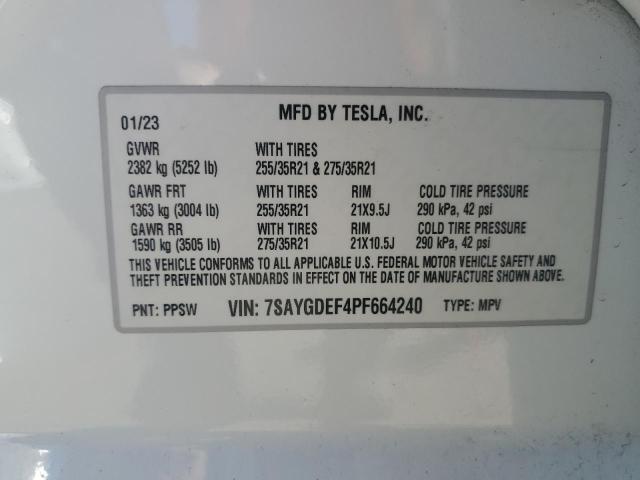 MFD BY TESLA, INC.
01/23
GVWR WITH TIRES
2382 kg (5252 lb) 255/35R21 & 275/35R21
GAWR FRT WITH TIRES RIM COLD TIRE PRESSURE
1363 kg (3004 lb) 255/35R21 21X9.5J 290 kPa, 42 psi
GAWR RR WITH TIRES RIM COLD TIRE PRESSURE
1590 kg (3505 lb) 275/35R21 21X10.5J 290 kPa, 42 psi
THIS VEHICLE CONFORMS TO ALL APPLICABLE U.S. FEDERAL MOTOR VEHICLE SAFETY AND
THEFT PREVENTION STANDARDS IN EFFECT ON THE DATE OF MANUFACTURE SHOWN ABOVE.
PNT: PPSW VIN: 7SAYGDEF4PF664240 TYPE: MPV